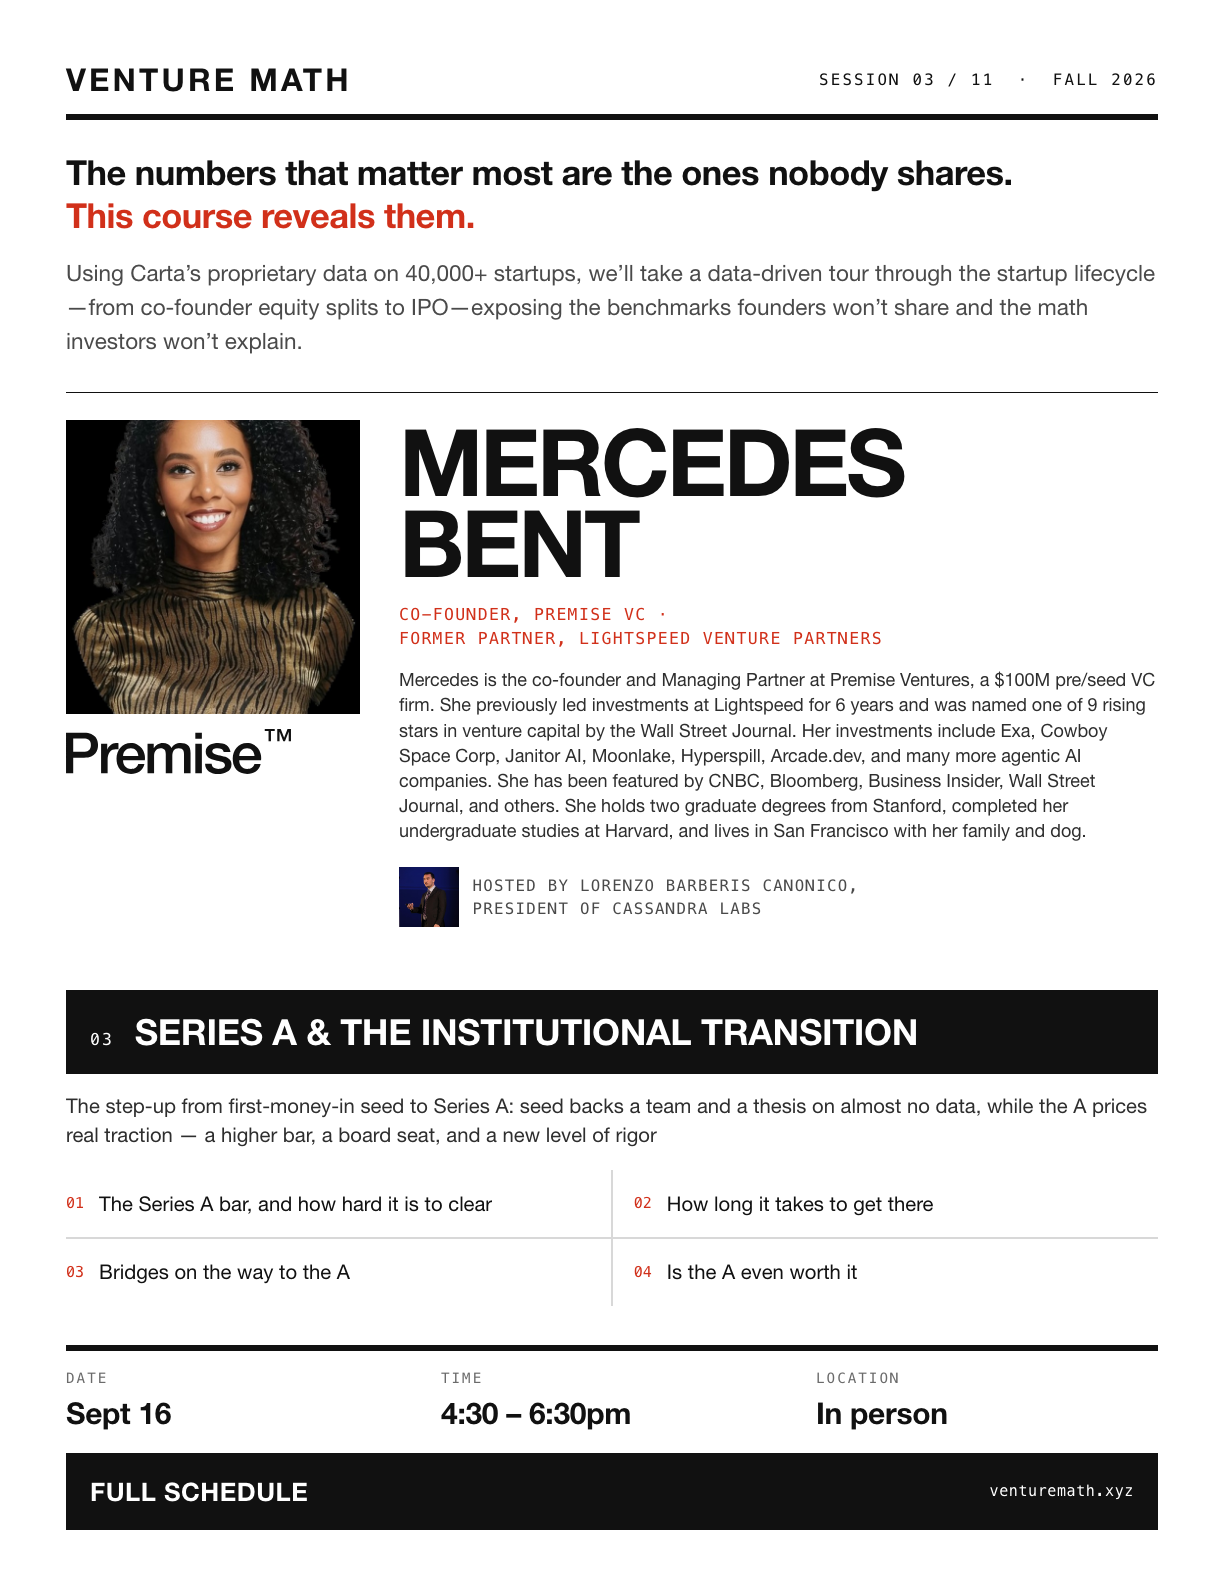 VENTURE MATH
SESSION 03 / 11 · FALL 2026
The numbers that matter most are the ones nobody shares.
This course reveals them.
Using Carta’s proprietary data on 40,000+ startups, we’ll take a data-driven tour through the startup lifecycle
—from co-founder equity splits to IPO—exposing the benchmarks founders won’t share and the math
investors won’t explain.
Premise™
MERCEDES
BENT
CO-FOUNDER, PREMISE VC ·
FORMER PARTNER, LIGHTSPEED VENTURE PARTNERS
Mercedes is the co-founder and Managing Partner at Premise Ventures, a $100M pre/seed VC
firm. She previously led investments at Lightspeed for 6 years and was named one of 9 rising
stars in venture capital by the Wall Street Journal. Her investments include Exa, Cowboy
Space Corp, Janitor AI, Moonlake, Hyperspill, Arcade.dev, and many more agentic AI
companies. She has been featured by CNBC, Bloomberg, Business Insider, Wall Street
Journal, and others. She holds two graduate degrees from Stanford, completed her
undergraduate studies at Harvard, and lives in San Francisco with her family and dog.
HOSTED BY LORENZO BARBERIS CANONICO,
PRESIDENT OF CASSANDRA LABS
03 SERIES A & THE INSTITUTIONAL TRANSITION
The step-up from first-money-in seed to Series A: seed backs a team and a thesis on almost no data, while the A prices
real traction — a higher bar, a board seat, and a new level of rigor
01 The Series A bar, and how hard it is to clear
02 How long it takes to get there
03 Bridges on the way to the A
04 Is the A even worth it
DATE
Sept 16
TIME
4:30 – 6:30pm
LOCATION
In person
FULL SCHEDULE
venturemath.xyz